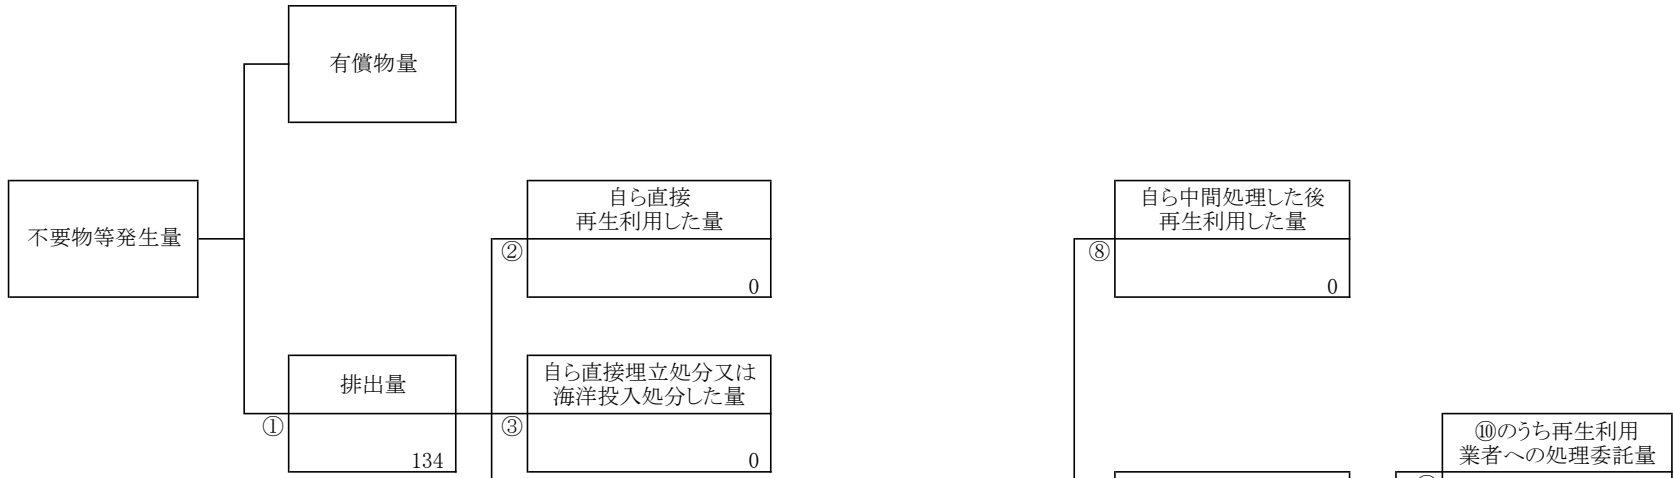 有償物量
不要物等発生量
自ら直接
再生利用した量
②
0
自ら中間処理した後
再生利用した量
⑧
0
排出量
①
134
自ら直接埋立処分又は
海洋投入処分した量
③
0
⑩のうち再生利用
業者への処理委託量